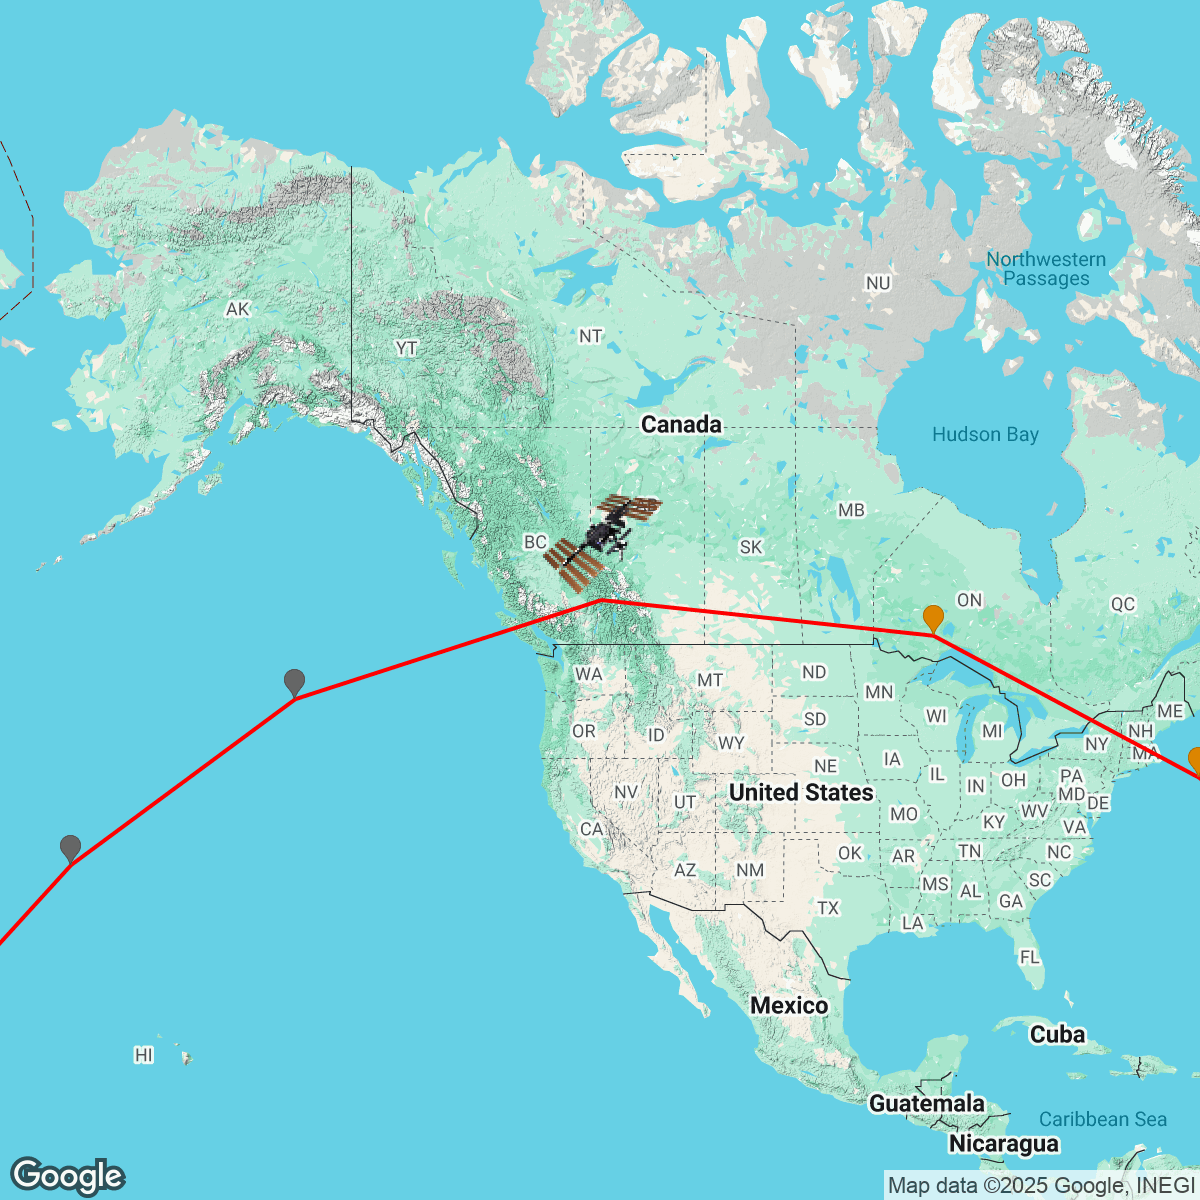 Northwestern
Passages
NU
AK
NT
YT
Canada
Hudson Bay
MB
BC
SK
ON
QC
WA
MT
ND
MN
ME
OR
ID
SD
WI
MI
NH
WY
NY
MA
NE
IA
IL
IN
OH
PA
NV
UT
United States
MD
DE
CA
MO
KY
WV
VA
OK
AR
TN
NC
AZ
NM
MS
AL
SC
TX
GA
LA
FL
Mexico
HI
Cuba
Guatemala
Caribbean Sea
Nicaragua
Google
Map data ©2025 Google, INEGI